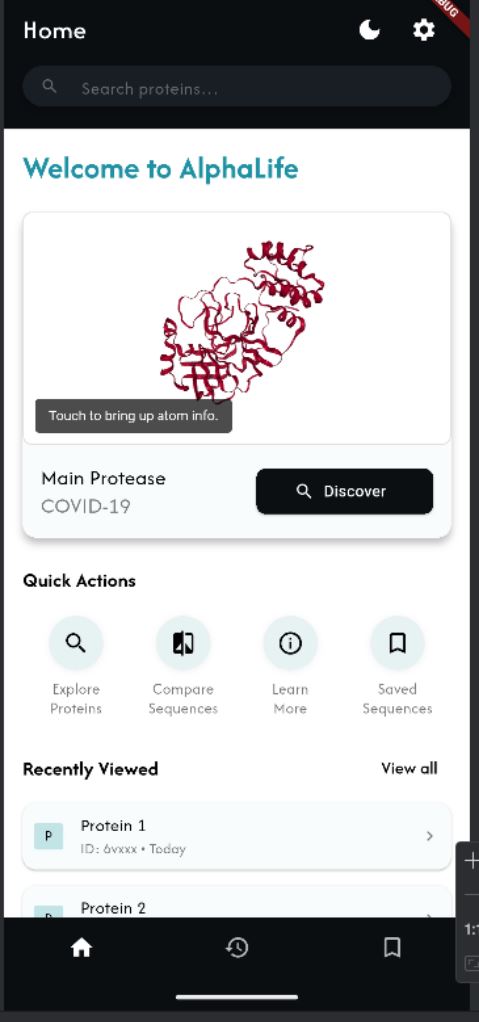 Home
BUG
Search proteins...
Welcome to AlphaLife
Touch to bring up atom info.
Main Protease
COVID-19
Discover
Quick Actions
Explore
Proteins
Compare
Sequences
Learn
More
Saved
Sequences
Recently Viewed
View all
P
Protein 1
ID: 6vxxx • Today
P
Protein 2
1:1